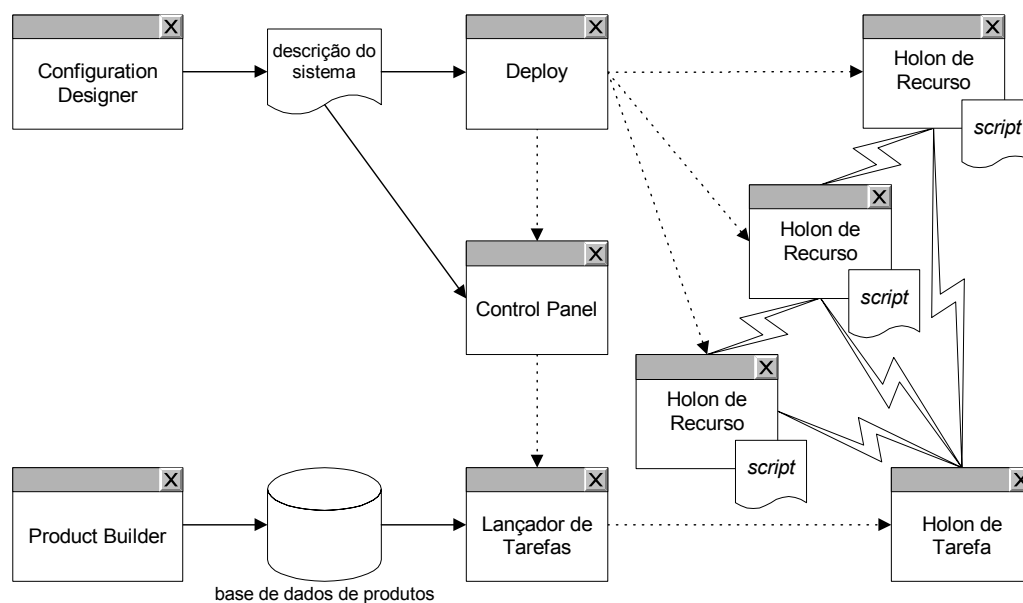 Configuration
Designer
descrição do
sistema
Deploy
Holon de
Recurso
script
Holon de
Recurso
script
Control Panel
Holon de
Recurso
script
Product Builder
base de dados de produtos
Lançador de
Tarefas
Holon de
Tarefa